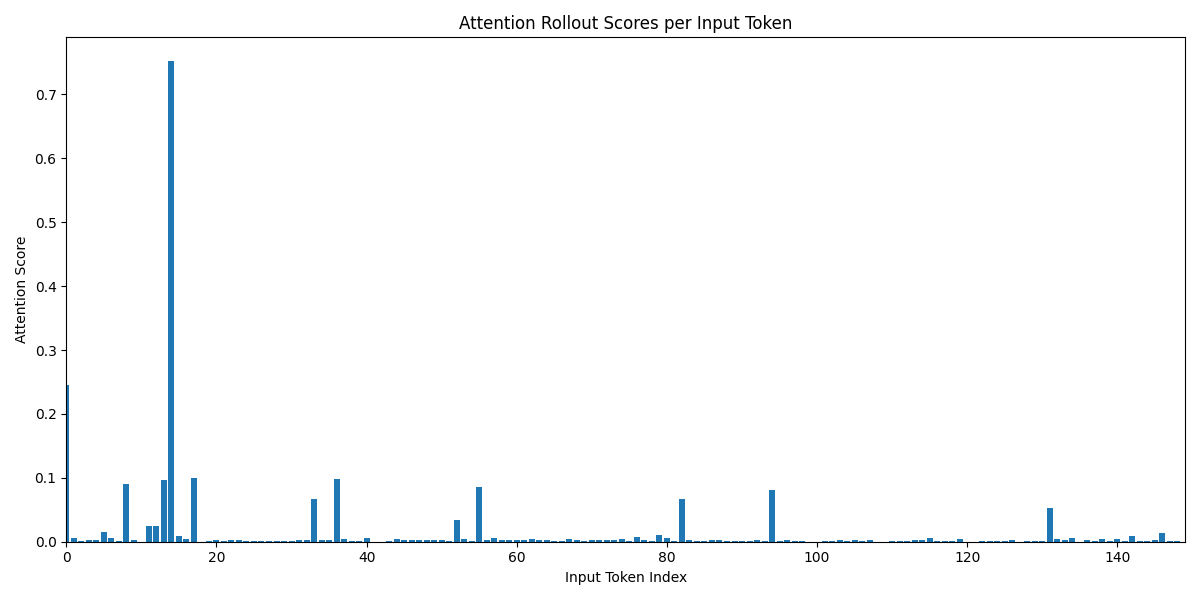 Attention Rollout Scores per Input Token
0.7
0.6
0.5
0.4
0.3
0.2
0.1
0.0
Attention Score
0 20 40 60 80 100 120 140
Input Token Index